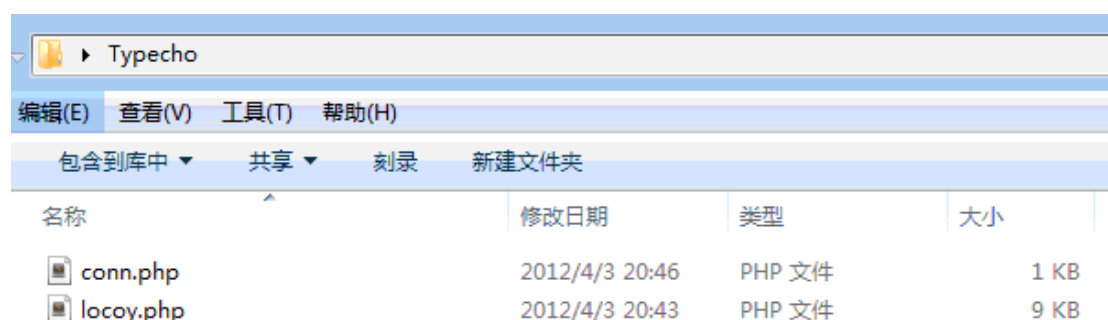 Typecho
编辑(E) 查看(V) 工具(T) 帮助(H)
包含到库中 共享 刻录 新建文件夹
名称 修改日期 类型 大小
conn.php 2012/4/3 20:46 PHP 文件 1 KB
locoy.php 2012/4/3 20:43 PHP 文件 9 KB